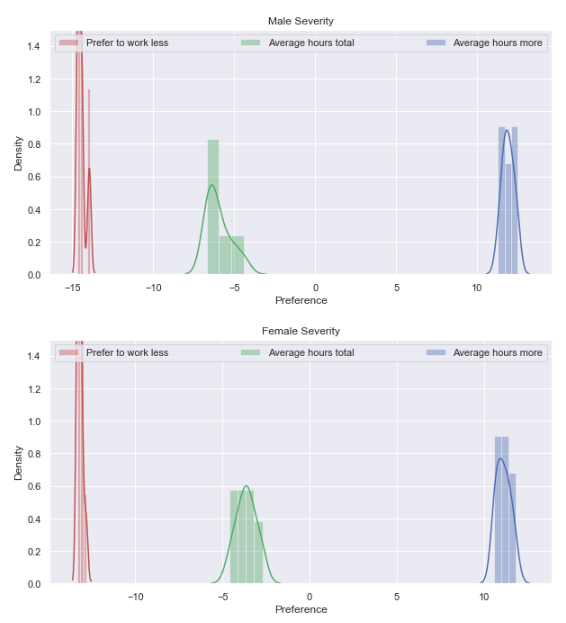 Male Severity
Prefer to work less Average hours total Average hours more
1.4
1.2
1.0
0.8
0.6
0.4
0.2
0.0
Density
−15 −10 −5 0 5 10
Preference
Female Severity
Prefer to work less Average hours total Average hours more
1.4
1.2
1.0
0.8
0.6
0.4
0.2
0.0
Density
−10 −5 0 5 10
Preference